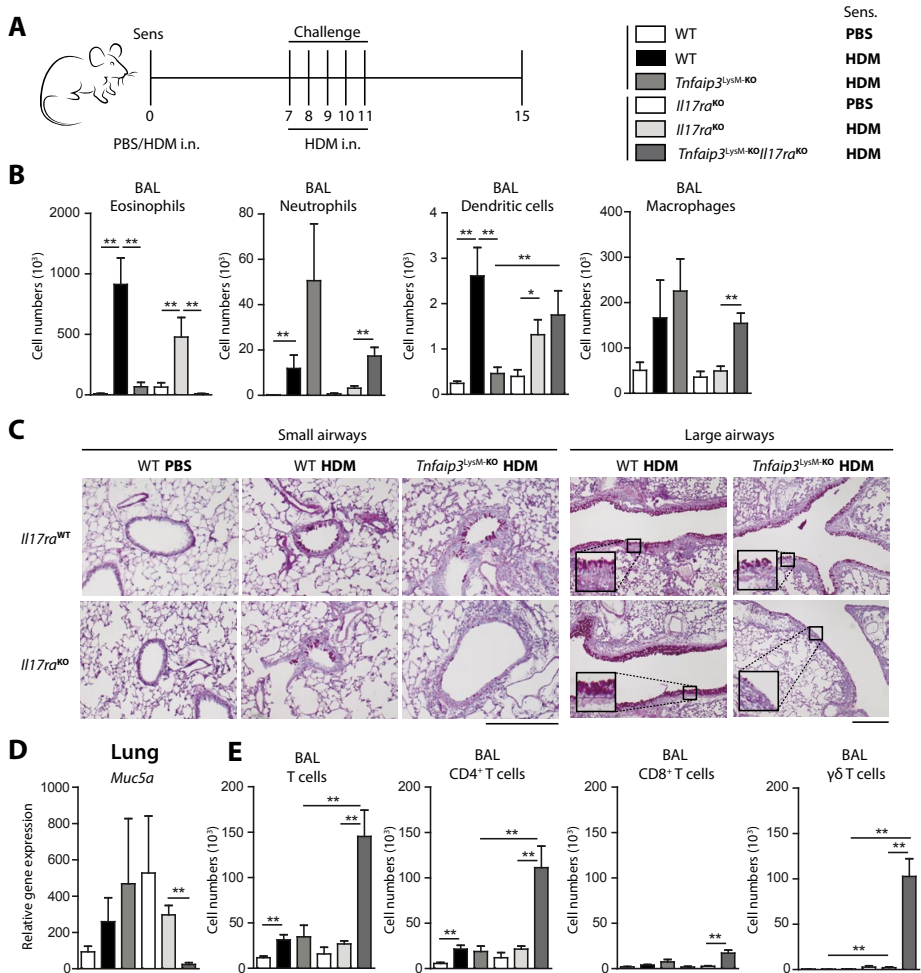 A
Sens
Challenge
0
7 8 9 10 11
15
PBS/HDM i.n.
HDM i.n.
Sens.
WT PBS
WT HDM
Tnfaip3LysM-KO HDM
Il17raKO PBS
Il17raKO HDM
Tnfaip3LysM-KOIl17raKO HDM
B
BAL
Eosinophils
Cell numbers (10³)
2000
1000
500
0
** **
** **
BAL
Neutrophils
Cell numbers (10³)
80
60
40
20
0
**
**
BAL
Dendritic cells
Cell numbers (10³)
4
3
2
1
0
** **
**
*
BAL
Macrophages
Cell numbers (10³)
400
300
200
100
0
**
C
Small airways
Large airways
WT PBS
WT HDM
Tnfaip3LysM-KO HDM
WT HDM
Tnfaip3LysM-KO HDM
Il17raWT
Il17raKO
D
Lung
Muc5a
Relative gene expression
1000
800
600
400
200
0
**
E
BAL
T cells
Cell numbers (10³)
200
150
100
50
0
**
**
**
BAL
CD4⁺ T cells
Cell numbers (10³)
200
150
100
50
0
**
**
**
BAL
CD8⁺ T cells
Cell numbers (10³)
200
150
100
50
0
**
BAL
γδ T cells
Cell numbers (10³)
200
150
100
50
0
**
**
**